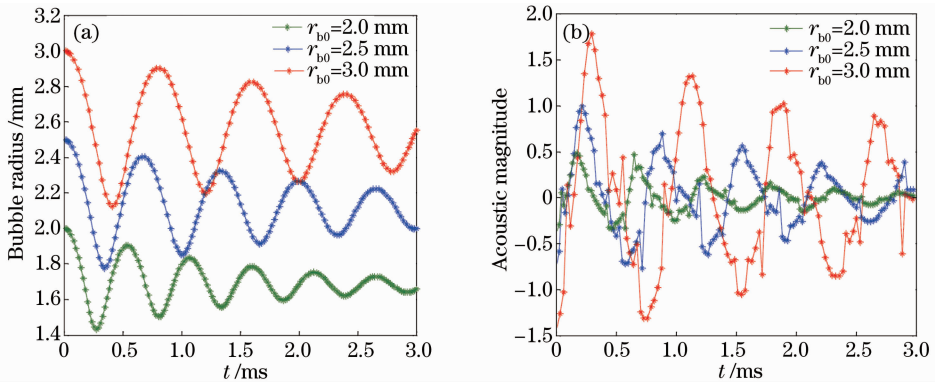 (a)
r_b0=2.0 mm
r_b0=2.5 mm
r_b0=3.0 mm
Bubble radius /mm
3.2
3.0
2.8
2.6
2.4
2.2
2.0
1.8
1.6
1.4
0
0.5
1.0
1.5
2.0
2.5
3.0
t /ms
(b)
r_b0=2.0 mm
r_b0=2.5 mm
r_b0=3.0 mm
Acoustic magnitude
2.0
1.5
1.0
0.5
0
−0.5
−1.0
−1.5
0
0.5
1.0
1.5
2.0
2.5
3.0
t /ms